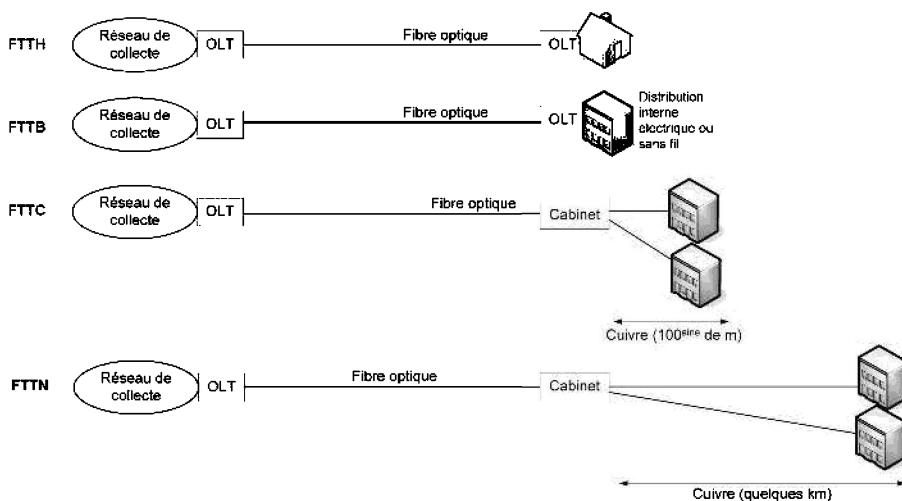 FTTH
Réseau de
collecte
OLT
Fibre optique
OLT
FTTB
Réseau de
collecte
OLT
Fibre optique
OLT
Distribution
interne
électrique ou
sans fil
FTTC
Réseau de
collecte
OLT
Fibre optique
Cabinet
Cuivre (100sine de m)
FTTN
Réseau de
collecte
OLT
Fibre optique
Cabinet
Cuivre (quelques km)